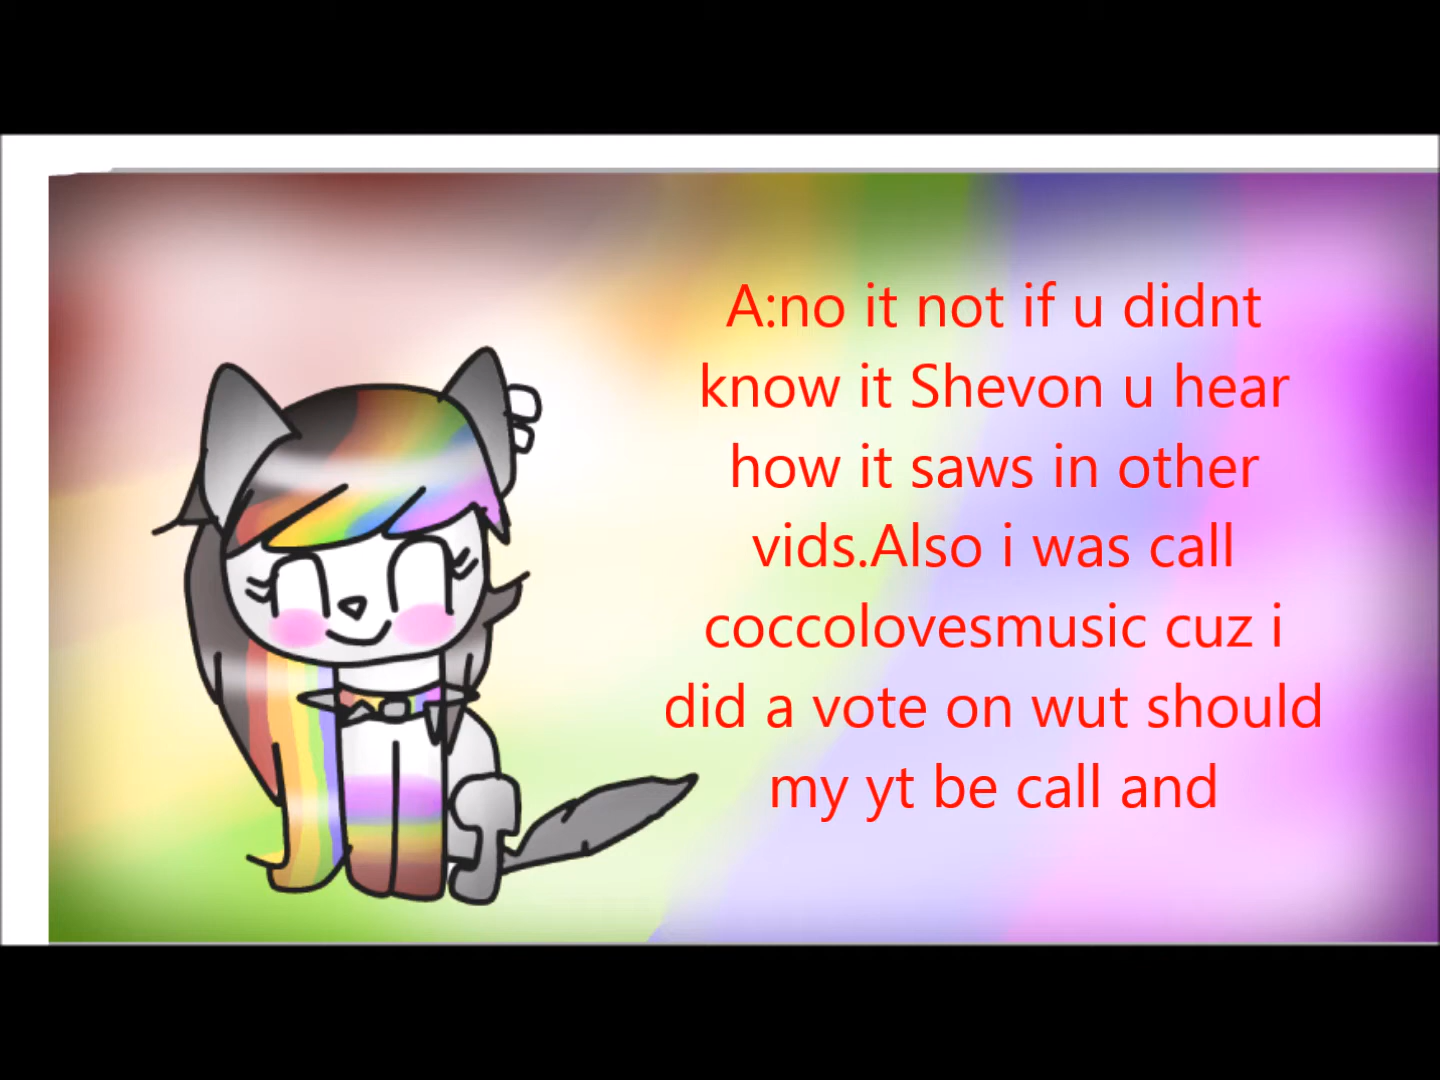 A:no it not if u didnt
know it Shevon u hear
how it saws in other
vids.Also i was call
coccolovesmusic cuz i
did a vote on wut should
my yt be call and